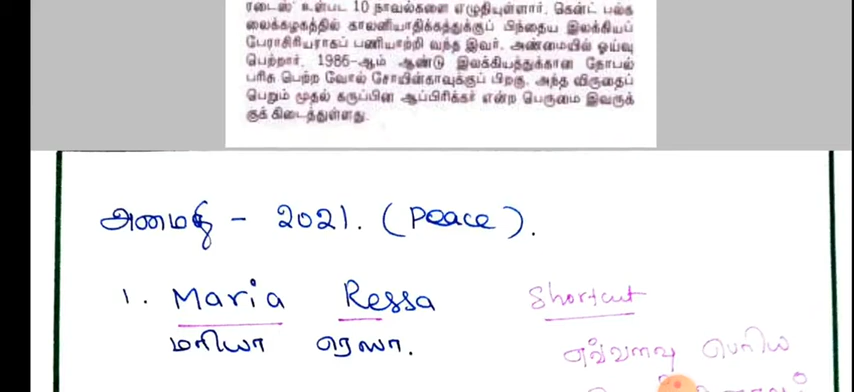 ரடைஸ்' உள்பட 10 நாவல்களை எழுதியுள்ளார். கென்ட் பல்க
லைக்கழகத்தில் காலனியாதிக்கத்துக்குப் பிந்தைய இலக்கியப்
பேராசிரியராகப் பணியாற்றி வந்த இவர், அண்மையில் ஓய்வு
பெற்றார். 1986-ஆம் ஆண்டு இலக்கியத்துக்கான நோபல்
பரிசு பெற்ற வோல் சோயின்காவுக்குப் பிறகு, அந்த விருதைப்
பெறும் முதல் கருப்பின ஆப்பிரிக்கர் என்ற பெருமை இவருக்
குக் கிடைத்துள்ளது.
அமைதி - 2021. (Peace).
1. Maria Ressa
மரியா ரெஸா.
Shortcut
எவ்வளவு பெரிய